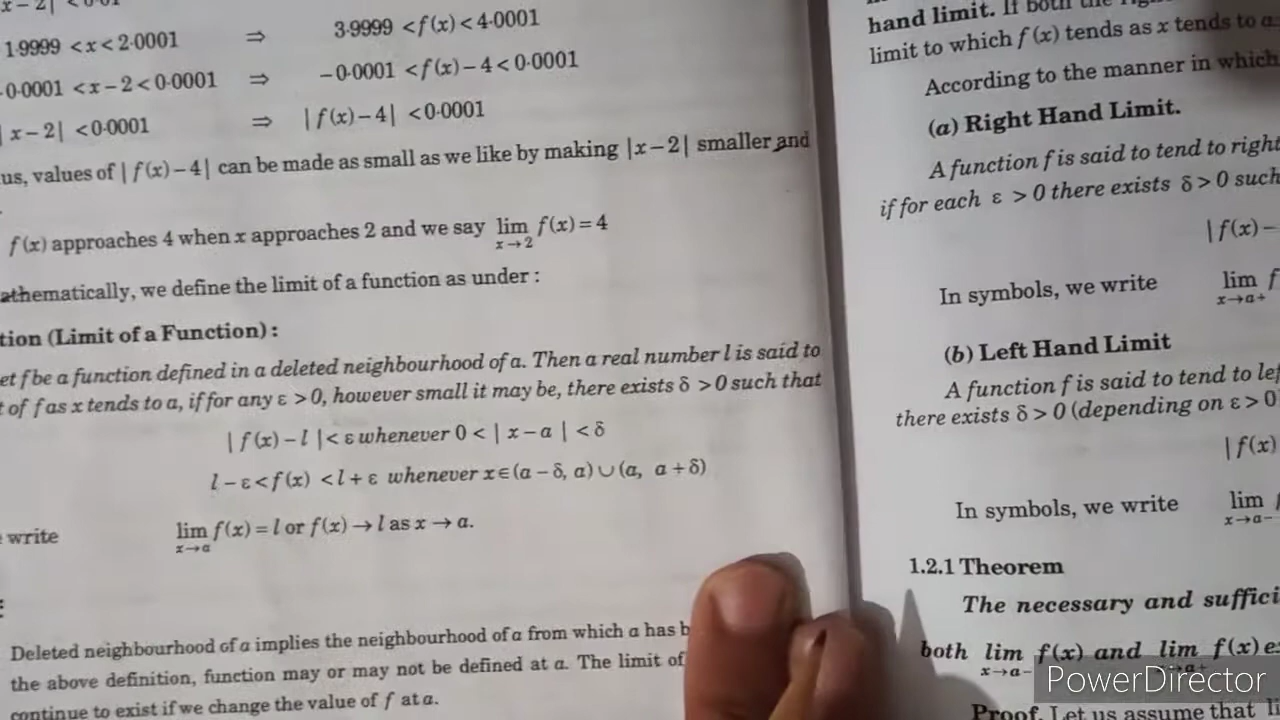 1·9999 <x< 2·0001 ⇒ 3·9999 <f(x)< 4·0001
0·0001 <x−2<0·0001 ⇒ −0·0001 <f(x)−4<0·0001
|x−2| <0·0001 ⇒ |f(x)−4| <0·0001
us, values of |f(x)−4| can be made as small as we like by making |x−2| smaller and
f(x) approaches 4 when x approaches 2 and we say lim x→2 f(x)=4
athematically, we define the limit of a function as under :
tion (Limit of a Function) :
et f be a function defined in a deleted neighbourhood of a. Then a real number l is said to
t of f as x tends to a, if for any ε >0, however small it may be, there exists δ >0 such that
|f(x)−l|<ε whenever 0<|x−a|<δ
l−ε<f(x)<l+ε whenever x∈(a−δ, a)∪(a, a+δ)
write lim x→a f(x)=l or f(x)→l as x→a.
Deleted neighbourhood of a implies the neighbourhood of a from which a has b
the above definition, function may or may not be defined at a. The limit of
continue to exist if we change the value of f at a.
hand limit. If both the
limit to which f(x) tends as x tends to a
According to the manner in which
(a) Right Hand Limit.
A function f is said to tend to right
if for each ε >0 there exists δ>0 such
|f(x)−
In symbols, we write lim x→a+ f
(b) Left Hand Limit
A function f is said to tend to lef
there exists δ>0 (depending on ε>0
|f(x)
In symbols, we write lim x→a−
1.2.1 Theorem
The necessary and suffici
both lim x→a− f(x) and lim x→a+ f(x) e
Proof. Let us assume that li
PowerDirector